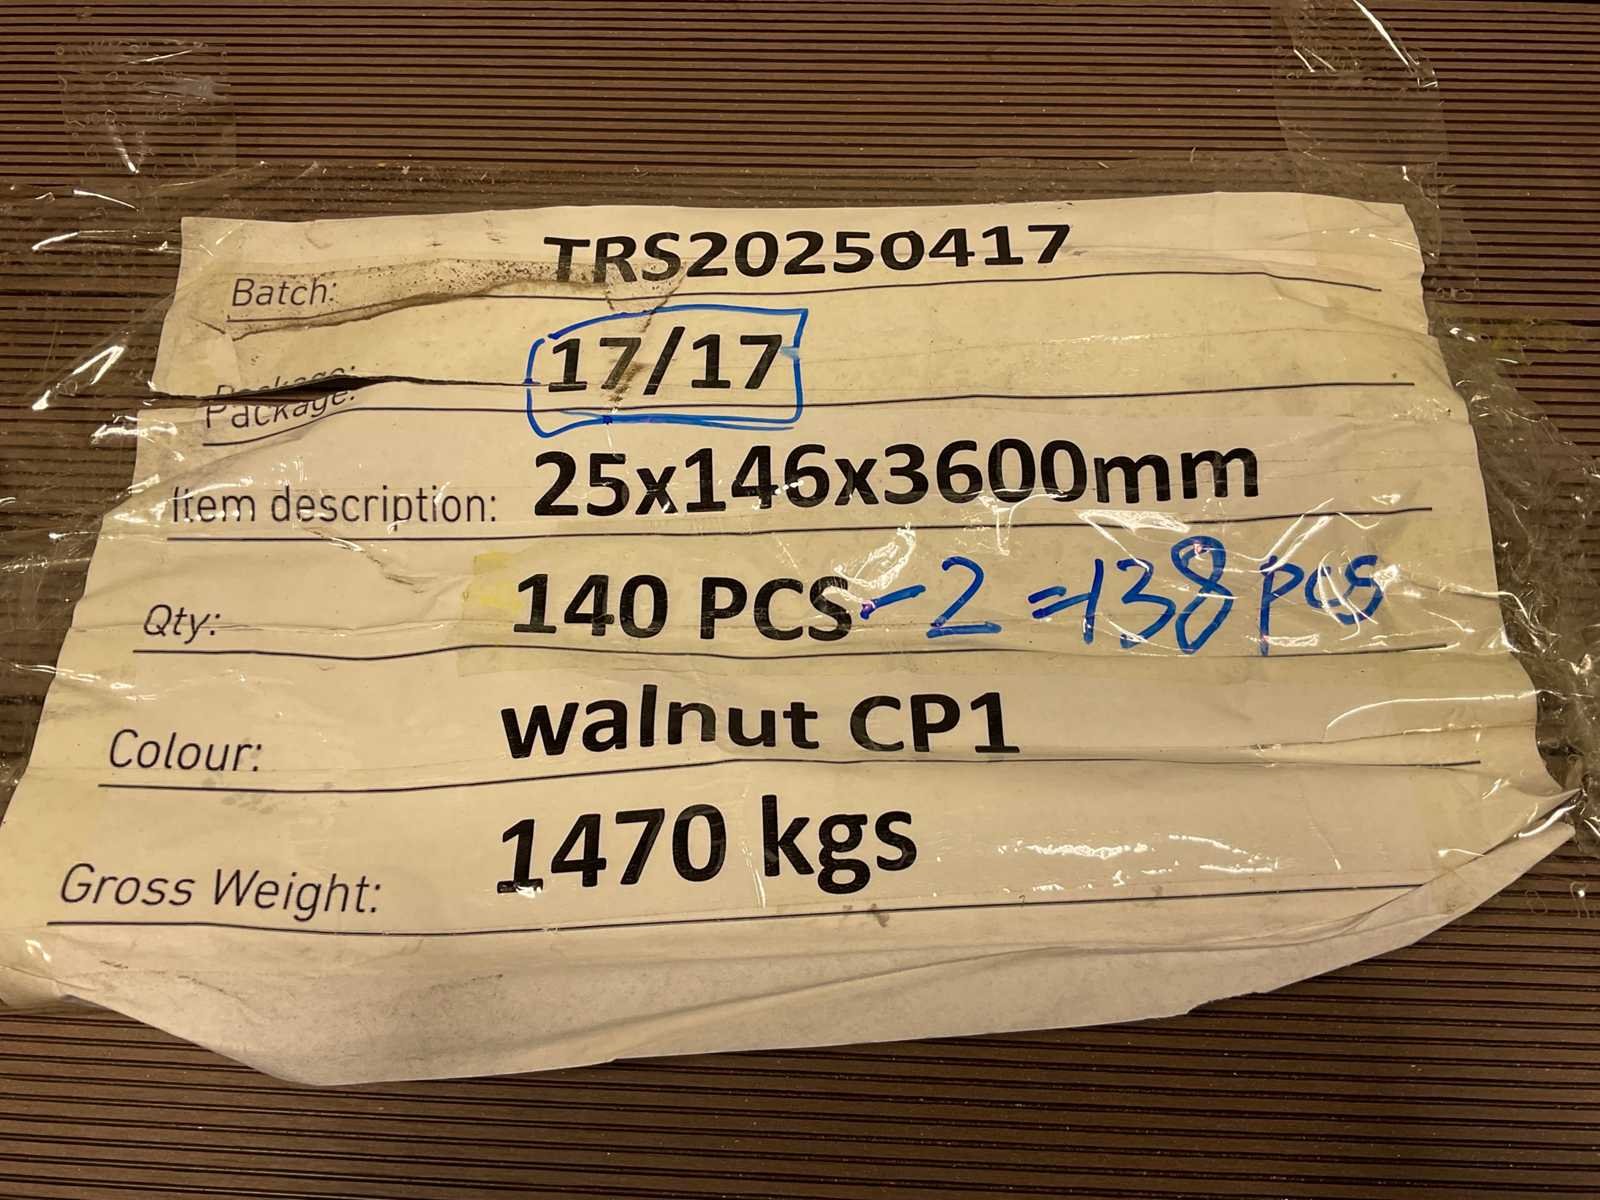 Batch: TRS20250417
Package: 17/17
Item description: 25x146x3600mm
Qty: 140 PCS -2 =138 pcs
Colour: walnut CP1
Gross Weight: 1470 kgs